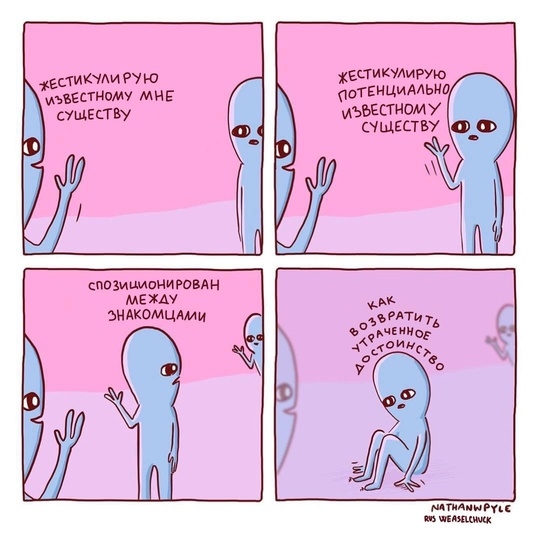 ЖЕСТИКУЛИРУЮ
ИЗВЕСТНОМУ МНЕ
СУЩЕСТВУ
ЖЕСТИКУЛИРУЮ
ПОТЕНЦИАЛЬНО
ИЗВЕСТНОМУ
СУЩЕСТВУ
СПОЗИЦИОНИРОВАН
МЕЖДУ
ЗНАКОМЦАМИ
КАК
ВОЗВРАТИТЬ
УТРАЧЕННОЕ
ДОСТОИНСТВО
NATHANWPYLE
RUS WEASELCHUCK